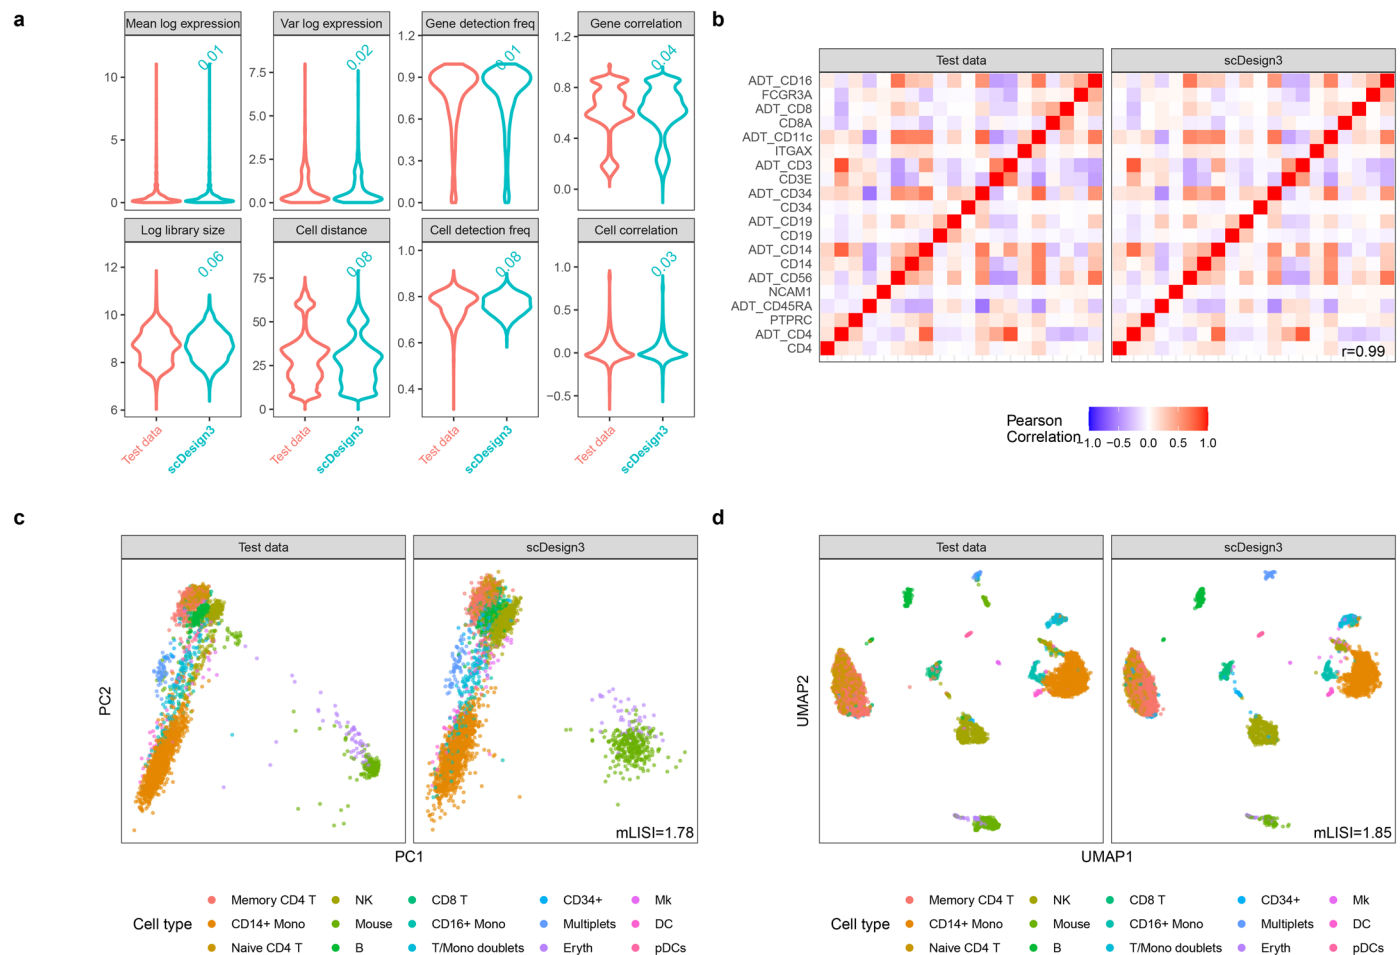 a
Mean log expression
Var log expression
Gene detection freq
Gene correlation
0.01
0.02
0.01
0.04
10
5
0
7.5
5.0
2.5
0.0
1.2
0.9
0.6
0.3
0.0
1.2
0.8
0.4
0.0
Log library size
Cell distance
Cell detection freq
Cell correlation
0.06
0.08
0.08
0.03
12
10
8
6
75
50
25
0
1.0
0.8
0.6
0.4
1.0
0.5
0.0
−0.5
Test data
scDesign3
Test data
scDesign3
Test data
scDesign3
Test data
scDesign3
b
Test data
scDesign3
ADT_CD16
FCGR3A
ADT_CD8
CD8A
ADT_CD11c
ITGAX
ADT_CD3
CD3E
ADT_CD34
CD34
ADT_CD19
CD19
ADT_CD14
CD14
ADT_CD56
NCAM1
ADT_CD45RA
PTPRC
ADT_CD4
CD4
r=0.99
Pearson
Correlation
−1.0 −0.5 0.0 0.5 1.0
c
Test data
scDesign3
PC2
mLISI=1.78
PC1
Cell type
Memory CD4 T
CD14+ Mono
Naive CD4 T
NK
Mouse
B
CD8 T
CD16+ Mono
T/Mono doublets
CD34+
Multiplets
Eryth
Mk
DC
pDCs
d
Test data
scDesign3
UMAP2
mLISI=1.85
UMAP1
Cell type
Memory CD4 T
CD14+ Mono
Naive CD4 T
NK
Mouse
B
CD8 T
CD16+ Mono
T/Mono doublets
CD34+
Multiplets
Eryth
Mk
DC
pDCs